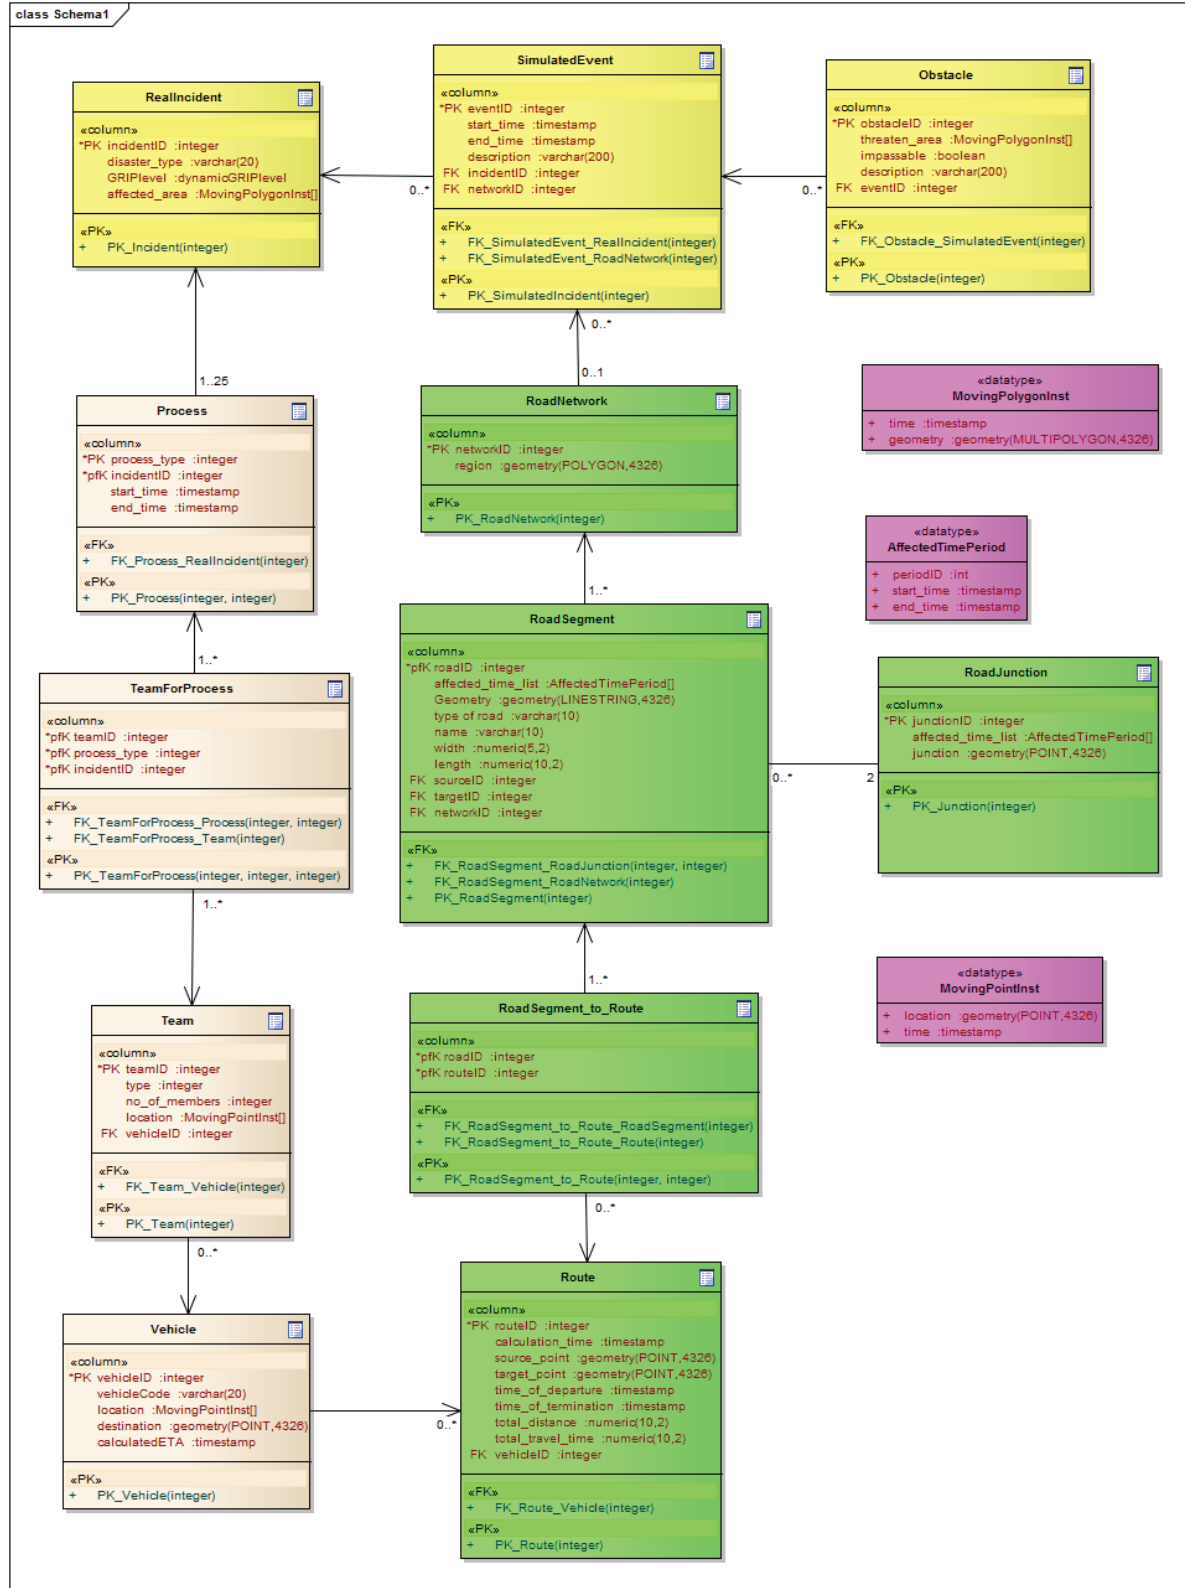 class Schema1
RealIncident
«column»
*PK incidentID :integer
disaster_type :varchar(20)
GRIPlevel :dynamicGRIPlevel
affected_area :MovingPolygonInst[]
«PK»
+ PK_Incident(integer)
SimulatedEvent
«column»
*PK eventID :integer
start_time :timestamp
end_time :timestamp
description :varchar(200)
FK incidentID :integer
FK networkID :integer
«FK»
+ FK_SimulatedEvent_RealIncident(integer)
+ FK_SimulatedEvent_RoadNetwork(integer)
«PK»
+ PK_SimulatedIncident(integer)
Obstacle
«column»
*PK obstacleID :integer
threaten_area :MovingPolygonInst[]
impassable :boolean
description :varchar(200)
FK eventID :integer
«FK»
+ FK_Obstacle_SimulatedEvent(integer)
«PK»
+ PK_Obstacle(integer)
0..*
0..*
0..*
0..1
1..25
Process
«column»
*PK process_type :integer
*pfK incidentID :integer
start_time :timestamp
end_time :timestamp
«FK»
+ FK_Process_RealIncident(integer)
«PK»
+ PK_Process(integer, integer)
RoadNetwork
«column»
*PK networkID :integer
region :geometry(POLYGON,4326)
«PK»
+ PK_RoadNetwork(integer)
«datatype»
MovingPolygonInst
+ time :timestamp
+ geometry :geometry(MULTIPOLYGON,4326)
«datatype»
AffectedTimePeriod
+ periodID :int
+ start_time :timestamp
+ end_time :timestamp
1..*
1..*
TeamForProcess
«column»
*pfK teamID :integer
*pfK process_type :integer
*pfK incidentID :integer
«FK»
+ FK_TeamForProcess_Process(integer, integer)
+ FK_TeamForProcess_Team(integer)
«PK»
+ PK_TeamForProcess(integer, integer, integer)
RoadSegment
«column»
*pfK roadID :integer
affected_time_list :AffectedTimePeriod[]
Geometry :geometry(LINESTRING,4326)
type of road :varchar(10)
name :varchar(10)
width :numeric(5,2)
length :numeric(10,2)
FK sourceID :integer
FK targetID :integer
FK networkID :integer
«FK»
+ FK_RoadSegment_RoadJunction(integer, integer)
+ FK_RoadSegment_RoadNetwork(integer)
+ PK_RoadSegment(integer)
0..*
2
RoadJunction
«column»
*PK junctionID :integer
affected_time_list :AffectedTimePeriod[]
junction :geometry(POINT,4326)
«PK»
+ PK_Junction(integer)
1..*
1..*
Team
«column»
*PK teamID :integer
type :integer
no_of_members :integer
location :MovingPointInst[]
FK vehicleID :integer
«FK»
+ FK_Team_Vehicle(integer)
«PK»
+ PK_Team(integer)
RoadSegment_to_Route
«column»
*pfK roadID :integer
*pfK routeID :integer
«FK»
+ FK_RoadSegment_to_Route_RoadSegment(integer)
+ FK_RoadSegment_to_Route_Route(integer)
«PK»
+ PK_RoadSegment_to_Route(integer, integer)
«datatype»
MovingPointInst
+ location :geometry(POINT,4326)
+ time :timestamp
0..*
0..*
Vehicle
«column»
*PK vehicleID :integer
vehicleCode :varchar(20)
location :MovingPointInst[]
destination :geometry(POINT,4326)
calculatedETA :timestamp
«PK»
+ PK_Vehicle(integer)
0..*
Route
«column»
*PK routeID :integer
calculation_time :timestamp
source_point :geometry(POINT,4326)
target_point :geometry(POINT,4326)
time_of_departure :timestamp
time_of_termination :timestamp
total_distance :numeric(10,2)
total_travel_time :numeric(10,2)
FK vehicleID :integer
«FK»
+ FK_Route_Vehicle(integer)
«PK»
+ PK_Route(integer)